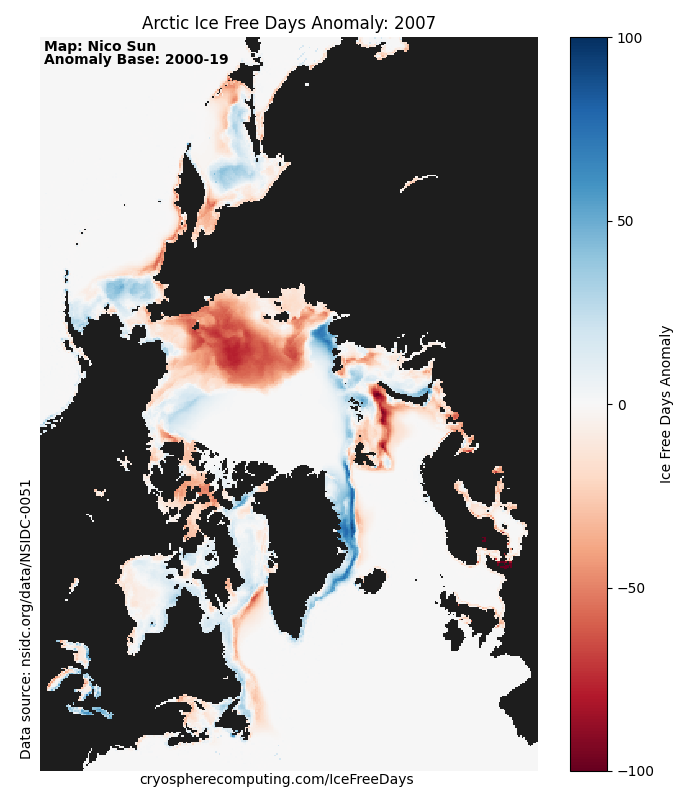 Arctic Ice Free Days Anomaly: 2007
Map: Nico Sun
Anomaly Base: 2000-19
100
50
0
−50
−100
Ice Free Days Anomaly
Data source: nsidc.org/data/NSIDC-0051
cryospherecomputing.com/IceFreeDays